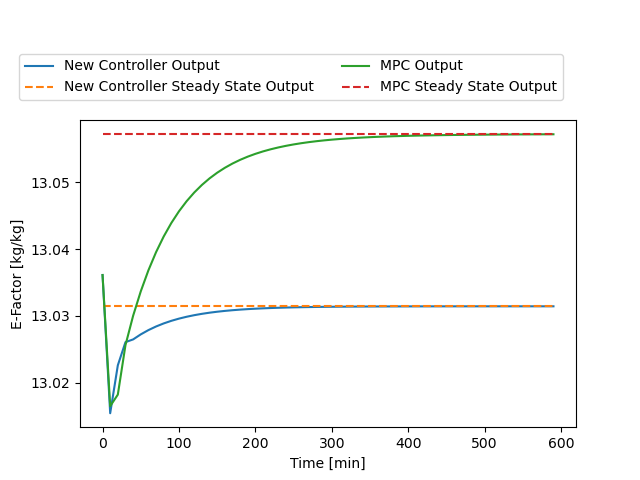 New Controller Output
New Controller Steady State Output
MPC Output
MPC Steady State Output
E-Factor [kg/kg]
13.05
13.04
13.03
13.02
0 100 200 300 400 500 600
Time [min]